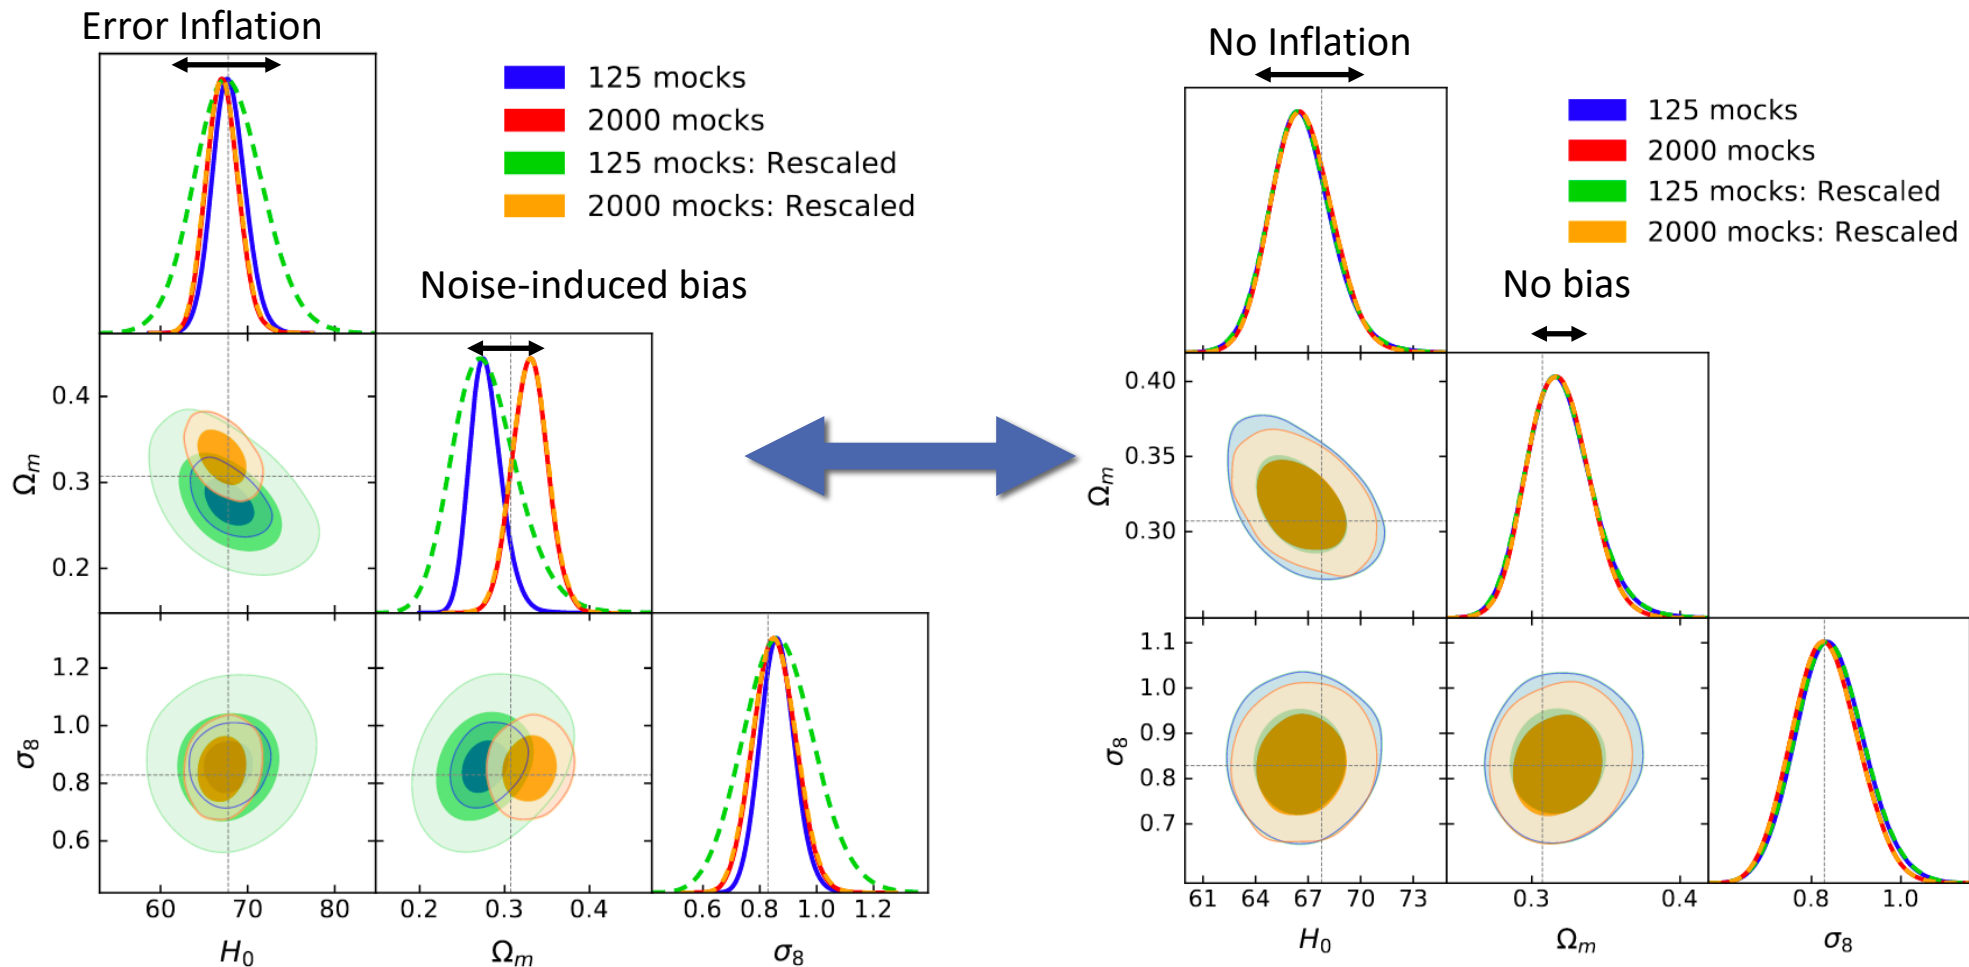 Error Inflation
125 mocks
2000 mocks
125 mocks: Rescaled
2000 mocks: Rescaled
Noise-induced bias
Ωm
0.4
0.3
0.2
σ8
1.2
1.0
0.8
0.6
60 70 80
0.2 0.3 0.4
0.6 0.8 1.0 1.2
H0 Ωm σ8
No Inflation
125 mocks
2000 mocks
125 mocks: Rescaled
2000 mocks: Rescaled
No bias
Ωm
0.40
0.35
0.30
σ8
1.1
1.0
0.9
0.8
0.7
61 64 67 70 73
0.3 0.4
0.8 1.0
H0 Ωm σ8